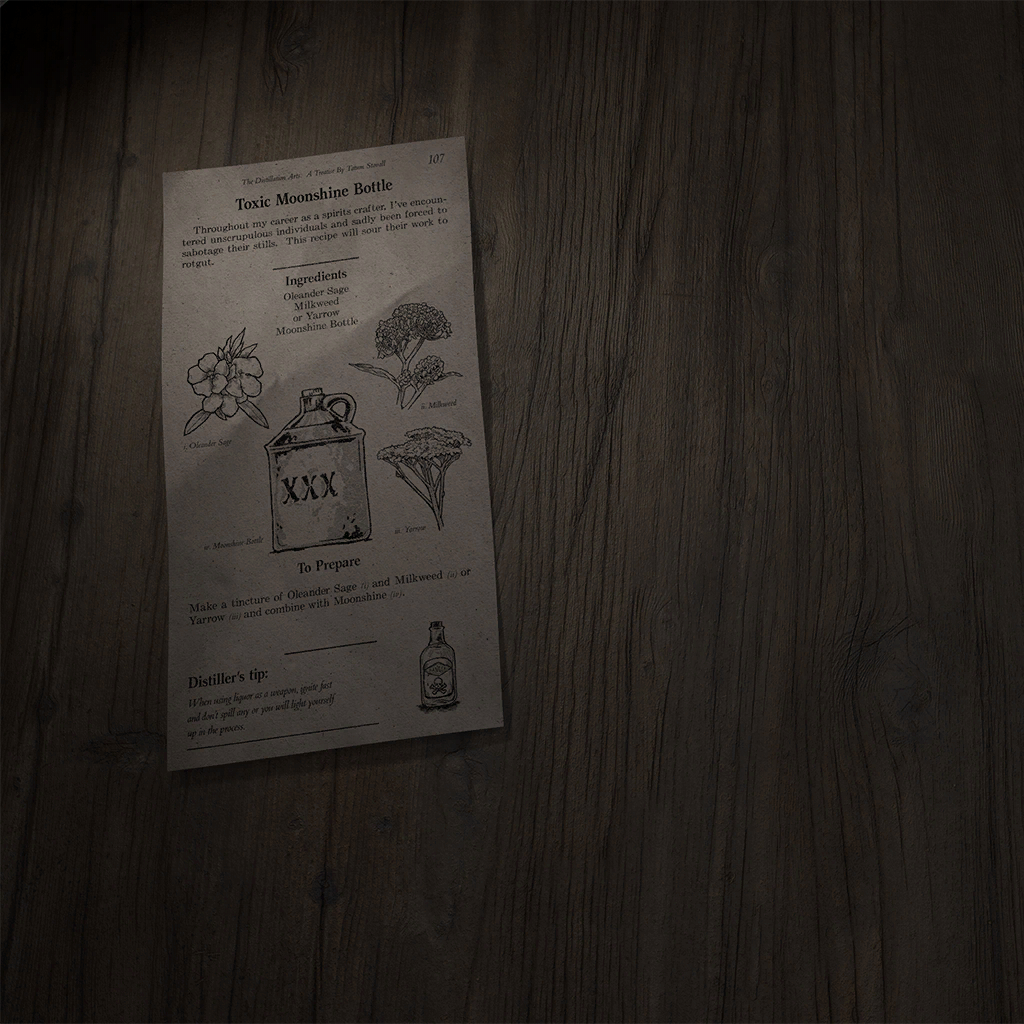 The Distillation Arts: A Treatise By Tatum Stovall
107
Toxic Moonshine Bottle
Throughout my career as a spirits crafter, I've encoun-
tered unscrupulous individuals and sadly been forced to
sabotage their stills. This recipe will sour their work to
rotgut.
Ingredients
Oleander Sage
Milkweed
or Yarrow
Moonshine Bottle
ii. Milkweed
i. Oleander Sage
XXX
iii. Yarrow
iv. Moonshine Bottle
To Prepare
Make a tincture of Oleander Sage (i) and Milkweed (ii) or
Yarrow (iii) and combine with Moonshine (iv).
Distiller's tip:
When using liquor as a weapon, ignite fast
and don't spill any or you will light yourself
up in the process.